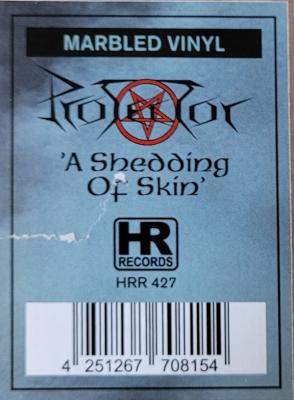 MARBLED VINYL
Protector
'A Shedding
Of Skin'
HR
RECORDS
HRR 427
4 251267 708154